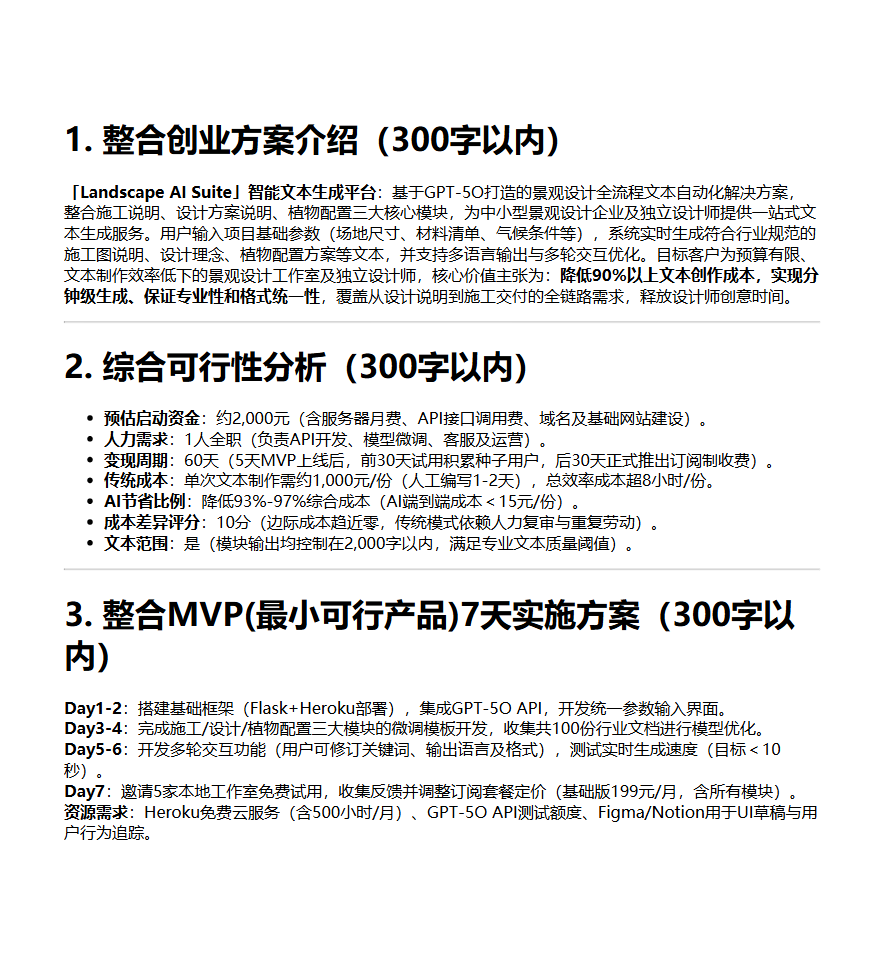 1. 整合创业方案介绍（300字以内）
「Landscape AI Suite」智能文本生成平台：基于GPT-5O打造的景观设计全流程文本自动化解决方案，
整合施工说明、设计方案说明、植物配置三大核心模块，为中小型景观设计企业及独立设计师提供一站式文
本生成服务。用户输入项目基础参数（场地尺寸、材料清单、气候条件等），系统实时生成符合行业规范的
施工图说明、设计理念、植物配置方案等文本，并支持多语言输出与多轮交互优化。目标客户为预算有限、
文本制作效率低下的景观设计工作室及独立设计师，核心价值主张为：降低90%以上文本创作成本，实现分
钟级生成、保证专业性和格式统一性，覆盖从设计说明到施工交付的全链路需求，释放设计师创意时间。
2. 综合可行性分析（300字以内）
• 预估启动资金：约2,000元（含服务器月费、API接口调用费、域名及基础网站建设）。
• 人力需求：1人全职（负责API开发、模型微调、客服及运营）。
• 变现周期：60天（5天MVP上线后，前30天试用积累种子用户，后30天正式推出订阅制收费）。
• 传统成本：单次文本制作需约1,000元/份（人工编写1-2天），总效率成本超8小时/份。
• AI节省比例：降低93%-97%综合成本（AI端到端成本＜15元/份）。
• 成本差异评分：10分（边际成本趋近零，传统模式依赖人力复审与重复劳动）。
• 文本范围：是（模块输出均控制在2,000字以内，满足专业文本质量阈值）。
3. 整合MVP(最小可行产品)7天实施方案（300字以
内）
Day1-2：搭建基础框架（Flask+Heroku部署），集成GPT-5O API，开发统一参数输入界面。
Day3-4：完成施工/设计/植物配置三大模块的微调模板开发，收集共100份行业文档进行模型优化。
Day5-6：开发多轮交互功能（用户可修订关键词、输出语言及格式），测试实时生成速度（目标＜10
秒）。
Day7：邀请5家本地工作室免费试用，收集反馈并调整订阅套餐定价（基础版199元/月，含所有模块）。
资源需求：Heroku免费云服务（含500小时/月）、GPT-5O API测试额度、Figma/Notion用于UI草稿与用
户行为追踪。